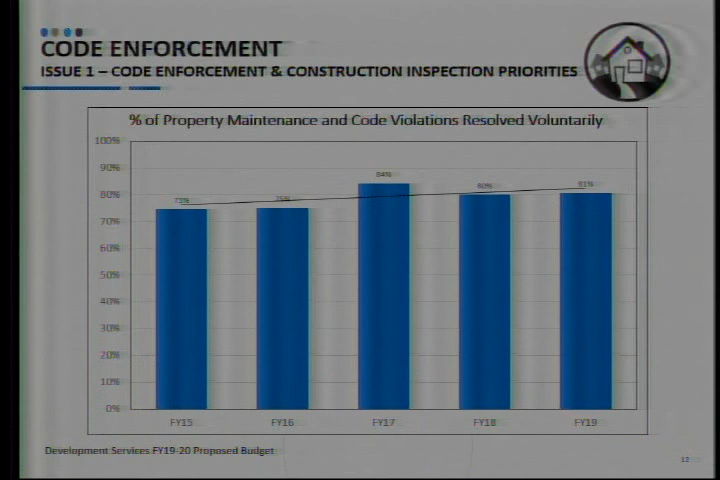 CODE ENFORCEMENT
ISSUE 1 – CODE ENFORCEMENT & CONSTRUCTION INSPECTION PRIORITIES
% of Property Maintenance and Code Violations Resolved Voluntarily
100%
90%
80%
70%
60%
50%
40%
30%
20%
10%
0%
84%
80%
81%
FY15
FY16
FY17
FY18
FY19
Development Services FY19-20 Proposed Budget
12